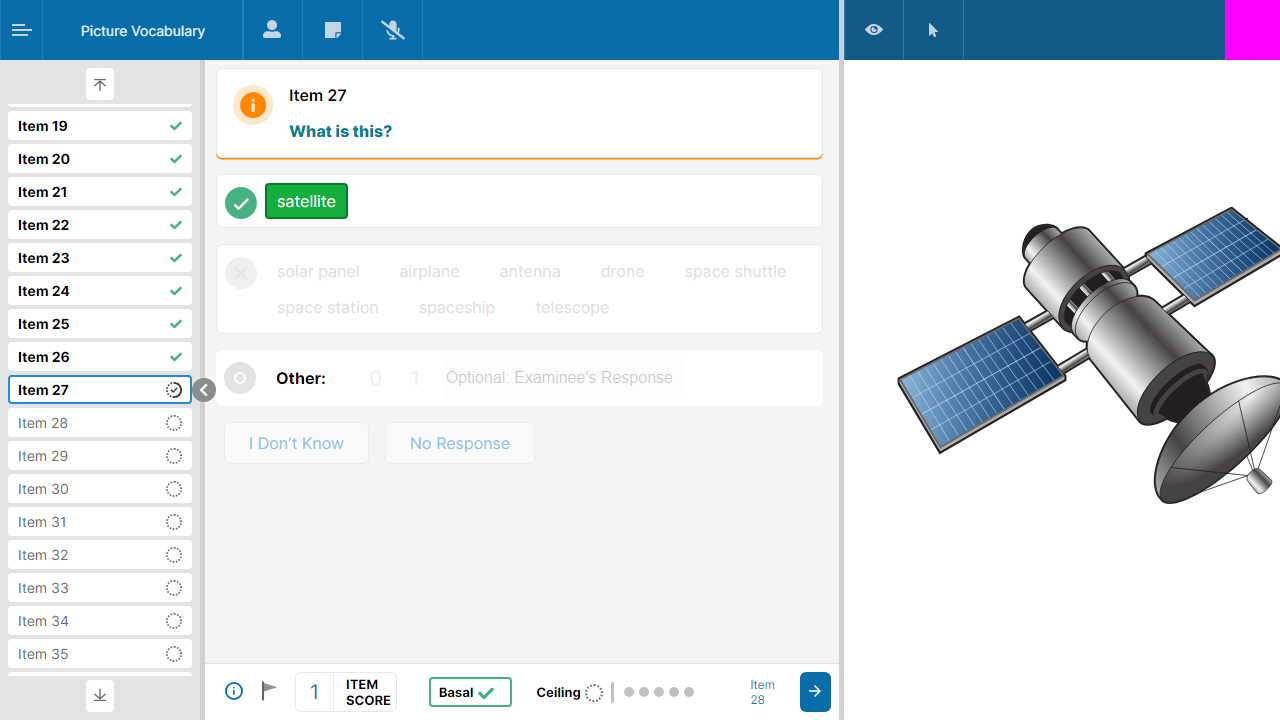 Picture Vocabulary
Item 19
Item 20
Item 21
Item 22
Item 23
Item 24
Item 25
Item 26
Item 27
Item 28
Item 29
Item 30
Item 31
Item 32
Item 33
Item 34
Item 35
Item 27
What is this?
satellite
solar panel airplane antenna drone space shuttle
space station spaceship telescope
Other: 0 1 Optional: Examinee's Response
I Don't Know No Response
1 ITEM SCORE
Basal
Ceiling
Item 28